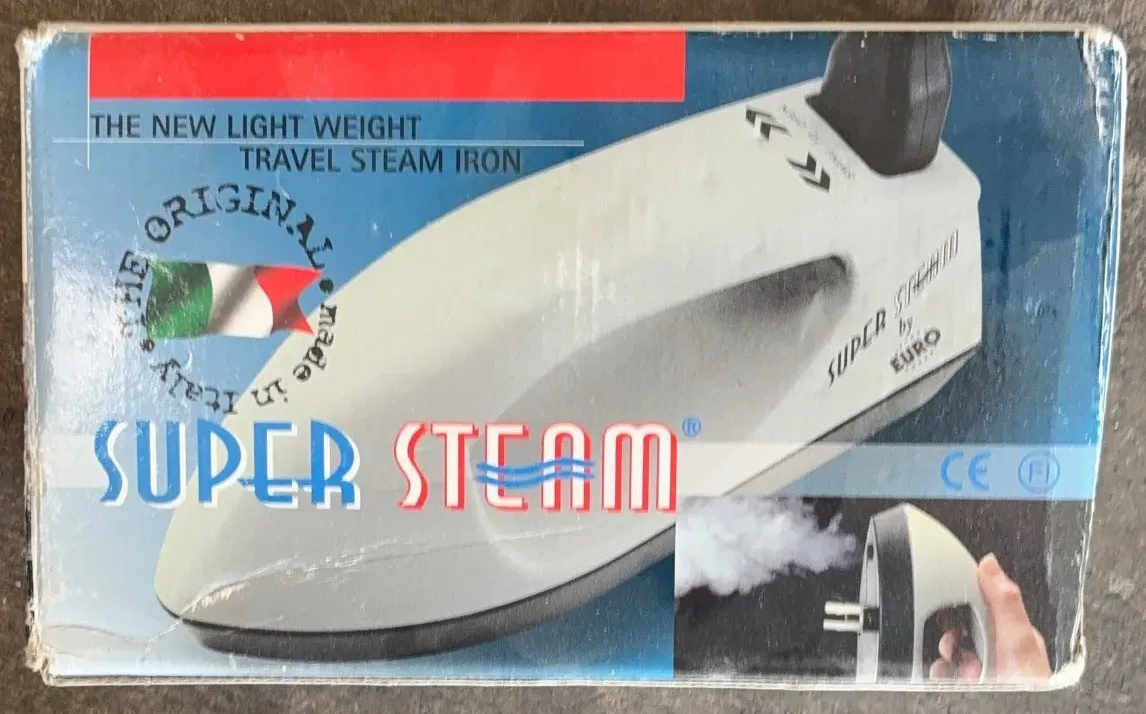 THE NEW LIGHT WEIGHT
TRAVEL STEAM IRON
THE ORIGINAL • made in Italy •
SUPER STEAM
by
EURO
SUPER STEAM®
CE FI